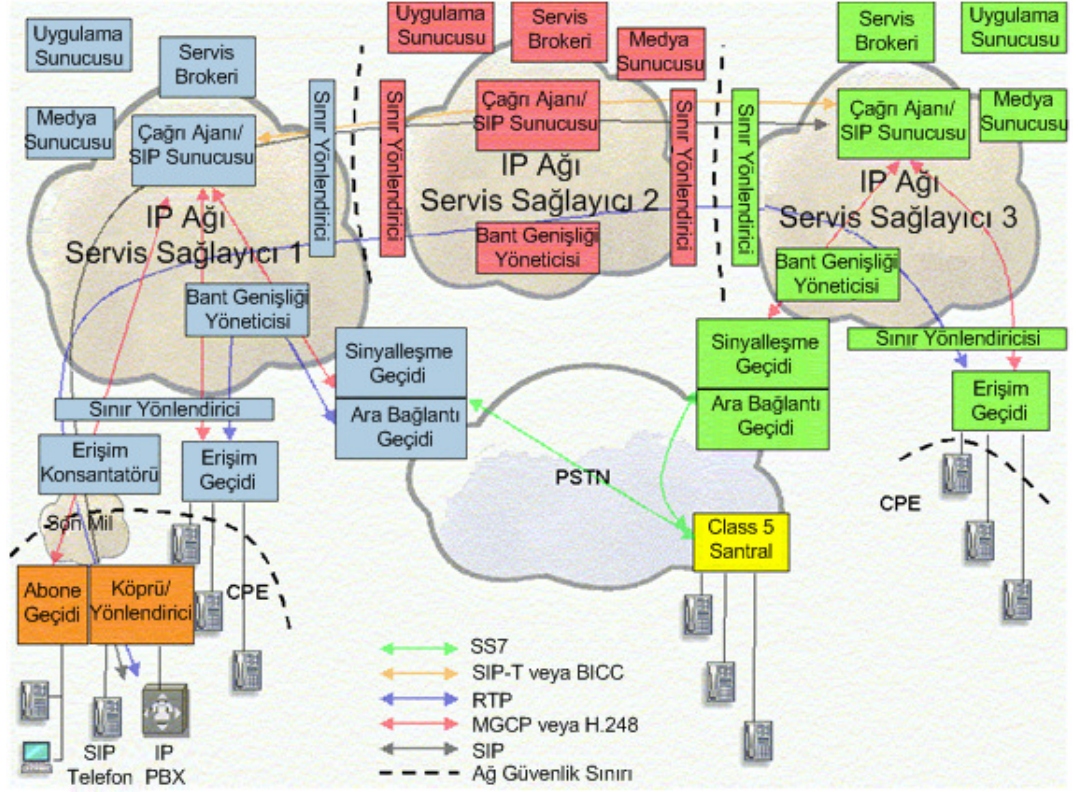 Uygulama
Sunucusu
Servis
Brokeri
Medya
Sunucusu
Çağrı Ajanı/
SIP Sunucusu
Sınır Yönlendirici
IP Ağı
Servis Sağlayıcı 1
Bant Genişliği
Yöneticisi
Uygulama
Sunucusu
Servis
Brokeri
Medya
Sunucusu
Sınır Yönlendirici
Çağrı Ajanı/
SIP Sunucusu
Sınır Yönlendirici
IP Ağı
Servis Sağlayıcı 2
Bant Genişliği
Yöneticisi
Servis
Brokeri
Uygulama
Sunucusu
Sınır Yönlendirici
Çağrı Ajanı/
SIP Sunucusu
Medya
Sunucusu
IP Ağı
Servis Sağlayıcı 3
Bant Genişliği
Yöneticisi
Sinyalleşme
Geçidi
Ara Bağlantı
Geçidi
Sinyalleşme
Geçidi
Ara Bağlantı
Geçidi
Sınır Yönlendiricisi
Erişim
Geçidi
CPE
Sınır Yönlendirici
Erişim
Konsantatörü
Erişim
Geçidi
Son Mil
PSTN
Class 5
Santral
Abone
Geçidi
Köprü/
Yönlendirici
CPE
SIP
Telefon
IP
PBX
SS7
SIP-T veya BICC
RTP
MGCP veya H.248
SIP
Ağ Güvenlik Sınırı